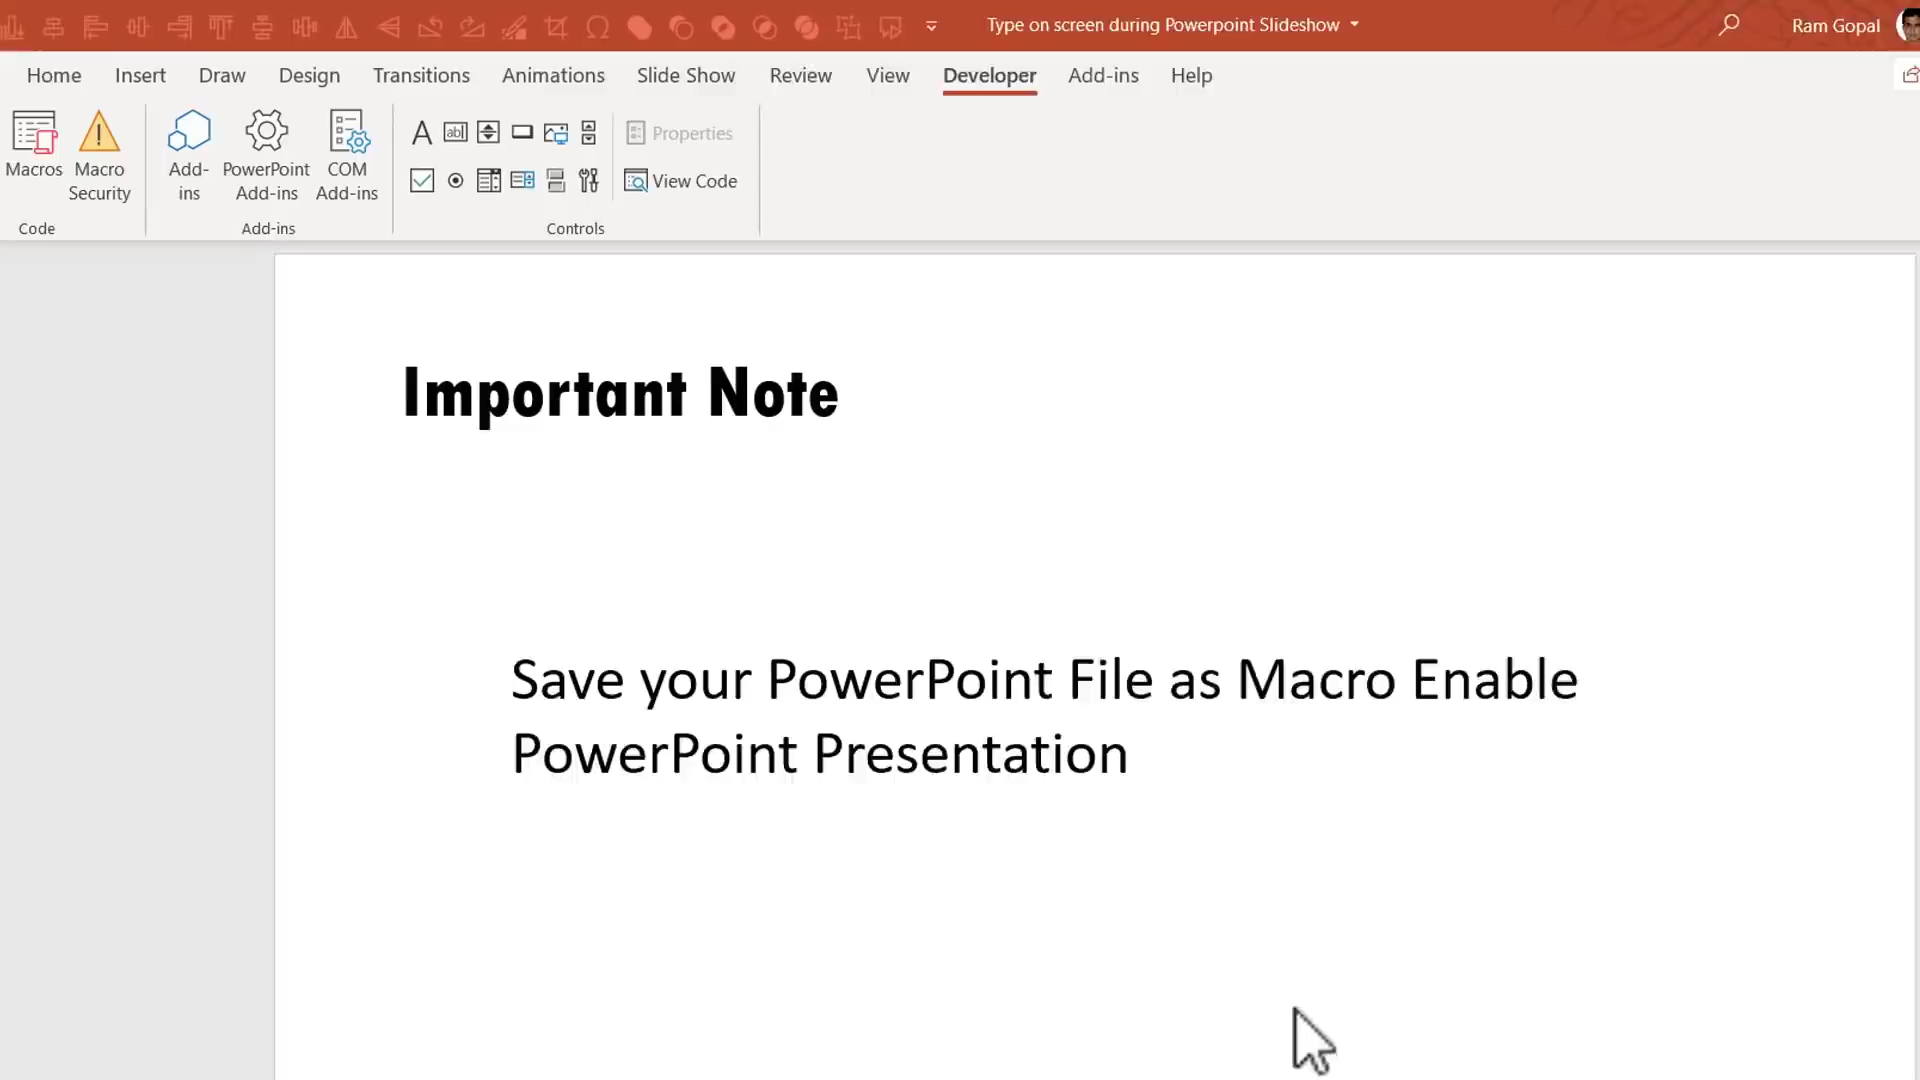 Type on screen during Powerpoint Slideshow
Ram Gopal
Home Insert Draw Design Transitions Animations Slide Show Review View Developer Add-ins Help
Macros
Macro
Security
Add-
ins
PowerPoint
Add-ins
COM
Add-ins
A
ab
Properties
View Code
Code
Add-ins
Controls
Important Note
Save your PowerPoint File as Macro Enable
PowerPoint Presentation